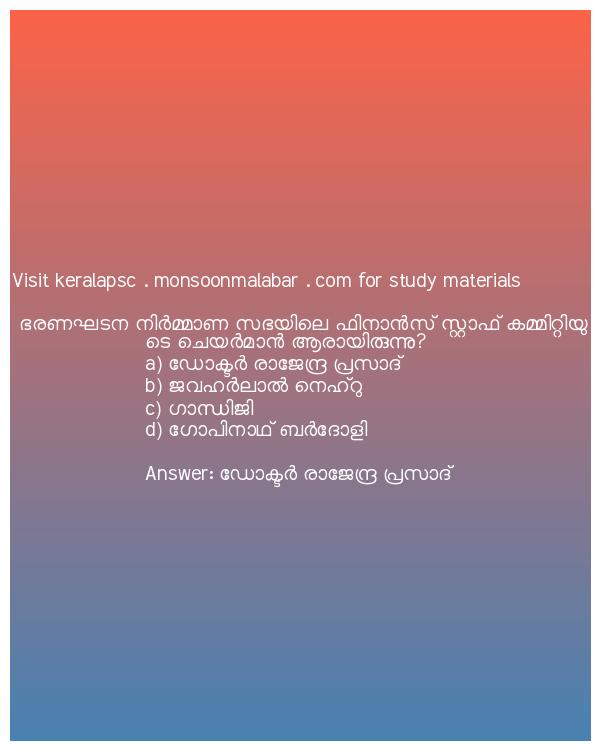 Visit keralapsc . monsoonmalabar . com for study materials
ഭരണഘടന നിർമ്മാണ സഭയിലെ ഫിനാൻസ് സ്റ്റാഫ് കമ്മിറ്റിയു
ടെ ചെയർമാൻ ആരായിരുന്നു?
a) ഡോക്ടർ രാജേന്ദ്ര പ്രസാദ്
b) ജവഹർലാൽ നെഹ്റു
c) ഗാന്ധിജി
d) ഗോപിനാഥ് ബർദോളി
Answer: ഡോക്ടർ രാജേന്ദ്ര പ്രസാദ്